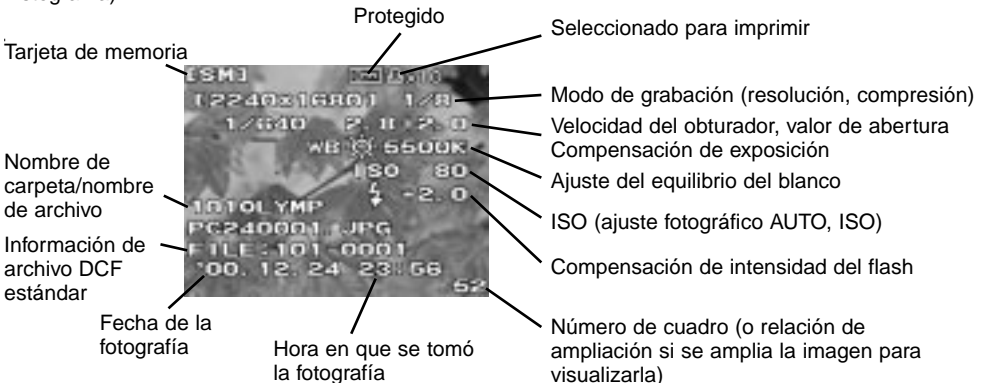 Protegido
Seleccionado para imprimir
Tarjeta de memoria
[SM]
x10
[2240x1680] 1/8
Modo de grabación (resolución, compresión)
1/640 2.8 +2.0
Velocidad del obturador, valor de abertura
Compensación de exposición
WB 5500K
Ajuste del equilibrio del blanco
ISO 80
ISO (ajuste fotográfico AUTO, ISO)
-2.0
Compensación de intensidad del flash
Nombre de
carpeta/nombre
de archivo
101OLYMP
PC240001.JPG
Información de
archivo DCF
estándar
FILE:101-0001
'00.12.24 23:56
52
Fecha de la
fotografía
Hora en que se tomó
la fotografía
Número de cuadro (o relación de
ampliación si se amplia la imagen para
visualizarla)